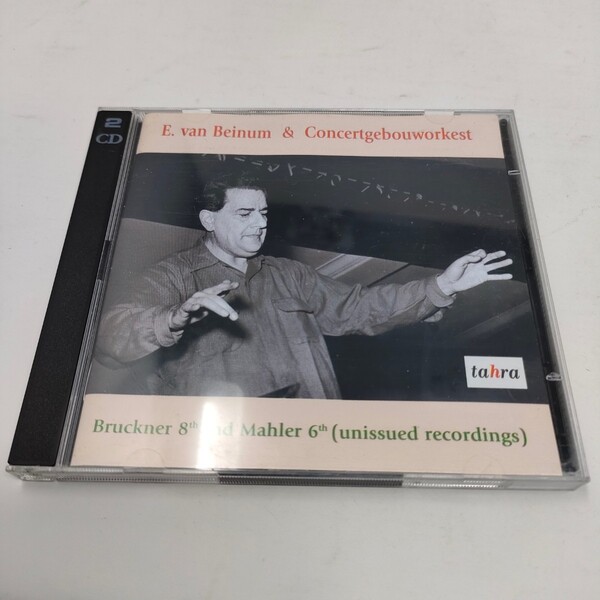 2
CD
E. van Beinum & Concertgebouworkest
tahra
Bruckner 8th and Mahler 6th (unissued recordings)